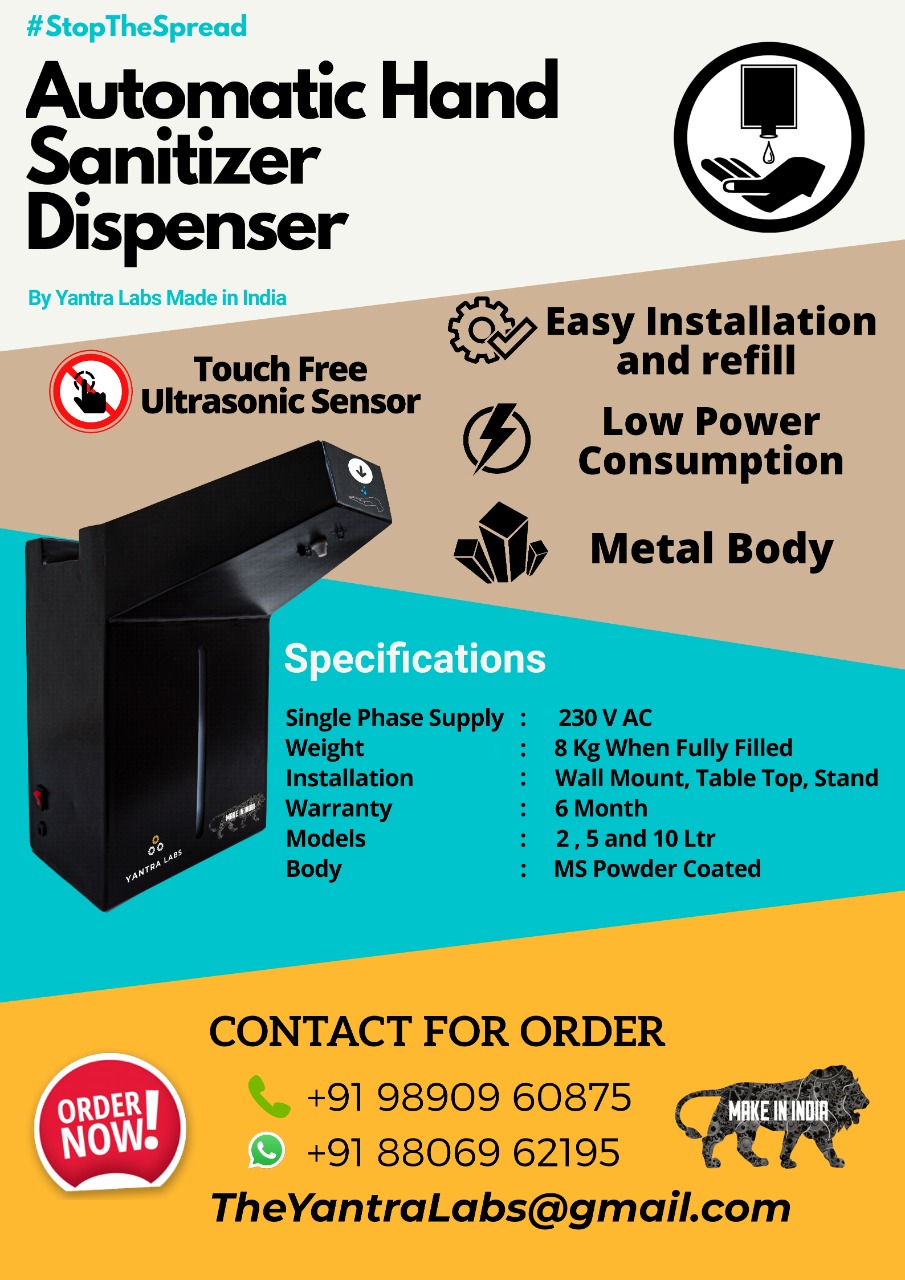 #StopTheSpread
Automatic Hand
Sanitizer
Dispenser
By Yantra Labs Made in India
Touch Free
Ultrasonic Sensor
Easy Installation
and refill
Low Power
Consumption
Metal Body
Specifications
Single Phase Supply : 230 V AC
Weight : 8 Kg When Fully Filled
Installation : Wall Mount, Table Top, Stand
Warranty : 6 Month
Models : 2 , 5 and 10 Ltr
Body : MS Powder Coated
MAKE IN INDIA
YANTRA LABS
CONTACT FOR ORDER
ORDER
NOW!
+91 98909 60875
+91 88069 62195
MAKE IN INDIA
TheYantraLabs@gmail.com